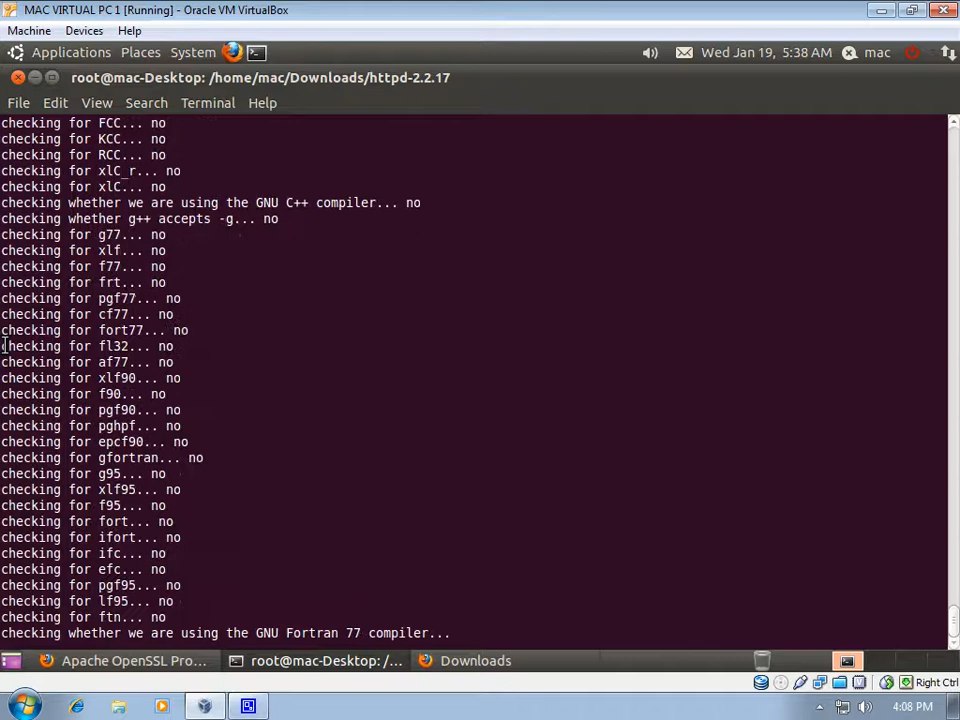 MAC VIRTUAL PC 1 [Running] - Oracle VM VirtualBox
Machine Devices Help
Applications Places System Wed Jan 19, 5:38 AM mac
root@mac-Desktop: /home/mac/Downloads/httpd-2.2.17
File Edit View Search Terminal Help
checking for FCC... no
checking for KCC... no
checking for RCC... no
checking for xlC_r... no
checking for xlC... no
checking whether we are using the GNU C++ compiler... no
checking whether g++ accepts -g... no
checking for g77... no
checking for xlf... no
checking for f77... no
checking for frt... no
checking for pgf77... no
checking for cf77... no
checking for fort77... no
checking for fl32... no
checking for af77... no
checking for xlf90... no
checking for f90... no
checking for pgf90... no
checking for pghpf... no
checking for epcf90... no
checking for gfortran... no
checking for g95... no
checking for xlf95... no
checking for f95... no
checking for fort... no
checking for ifort... no
checking for ifc... no
checking for efc... no
checking for pgf95... no
checking for lf95... no
checking for ftn... no
checking whether we are using the GNU Fortran 77 compiler...
Apache OpenSSL Pro... root@mac-Desktop: /... Downloads
Right Ctrl
4:08 PM